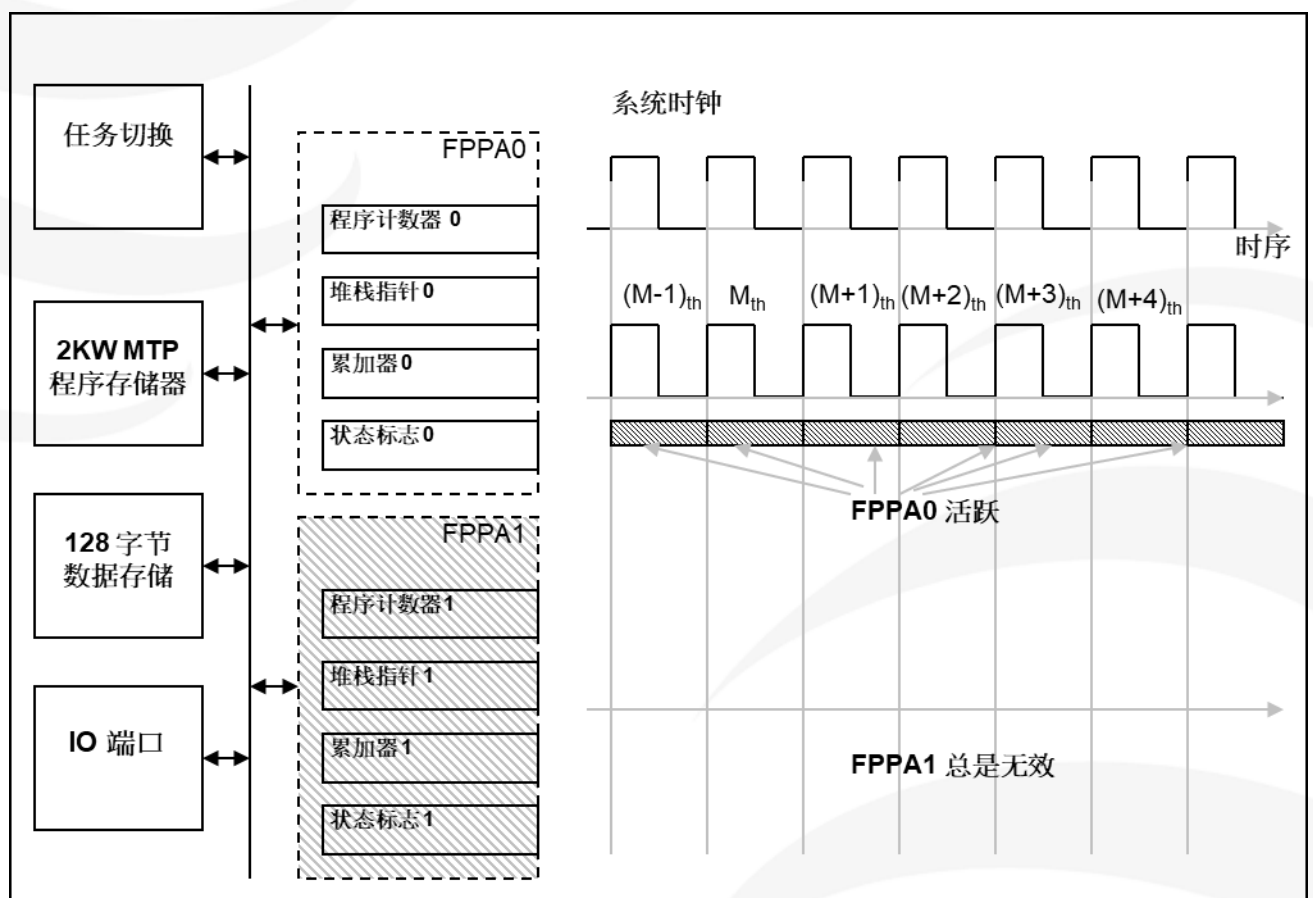 任务切换
2KW MTP
程序存储器
128 字节
数据存储
IO 端口
FPPA0
程序计数器 0
堆栈指针 0
累加器 0
状态标志 0
FPPA1
程序计数器 1
堆栈指针 1
累加器 1
状态标志 1
系统时钟
时序
(M-1)th Mth (M+1)th (M+2)th (M+3)th (M+4)th
FPPA0 活跃
FPPA1 总是无效